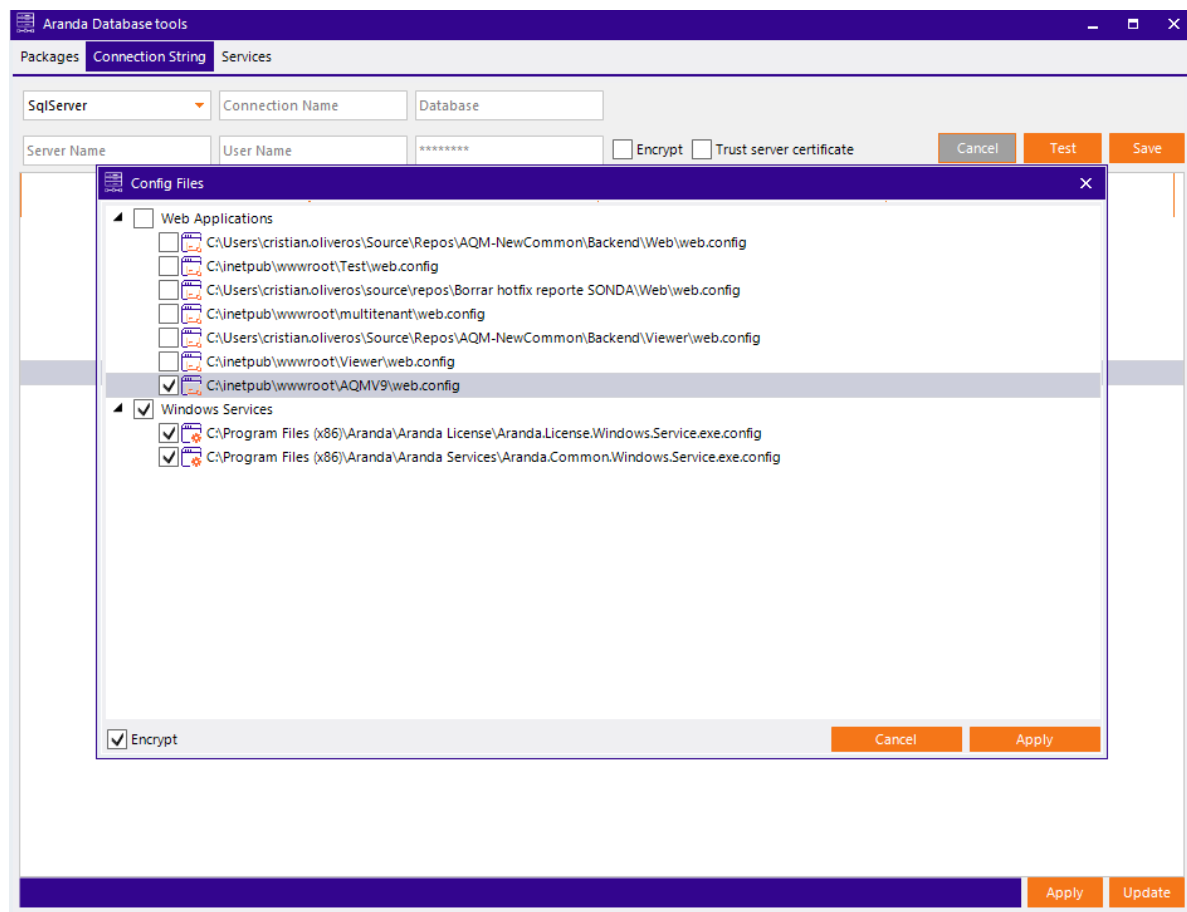 Aranda Database tools
Packages Connection String Services
SqlServer Connection Name Database
Server Name User Name ******** Encrypt Trust server certificate Cancel Test Save
Config Files
Web Applications
C:\Users\cristian.oliveros\Source\Repos\AQM-NewCommon\Backend\Web\web.config
C:\inetpub\wwwroot\Test\web.config
C:\Users\cristian.oliveros\source\repos\Borrar hotfix reporte SONDA\Web\web.config
C:\inetpub\wwwroot\multitenant\web.config
C:\Users\cristian.oliveros\Source\Repos\AQM-NewCommon\Backend\Viewer\web.config
C:\inetpub\wwwroot\Viewer\web.config
C:\inetpub\wwwroot\AQMV9\web.config
Windows Services
C:\Program Files (x86)\Aranda\Aranda License\Aranda.License.Windows.Service.exe.config
C:\Program Files (x86)\Aranda\Aranda Services\Aranda.Common.Windows.Service.exe.config
Encrypt Cancel Apply
Apply Update